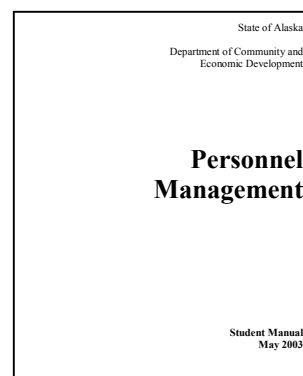 State of Alaska
Department of Community and
Economic Development
Personnel
Management
Student Manual
May 2003